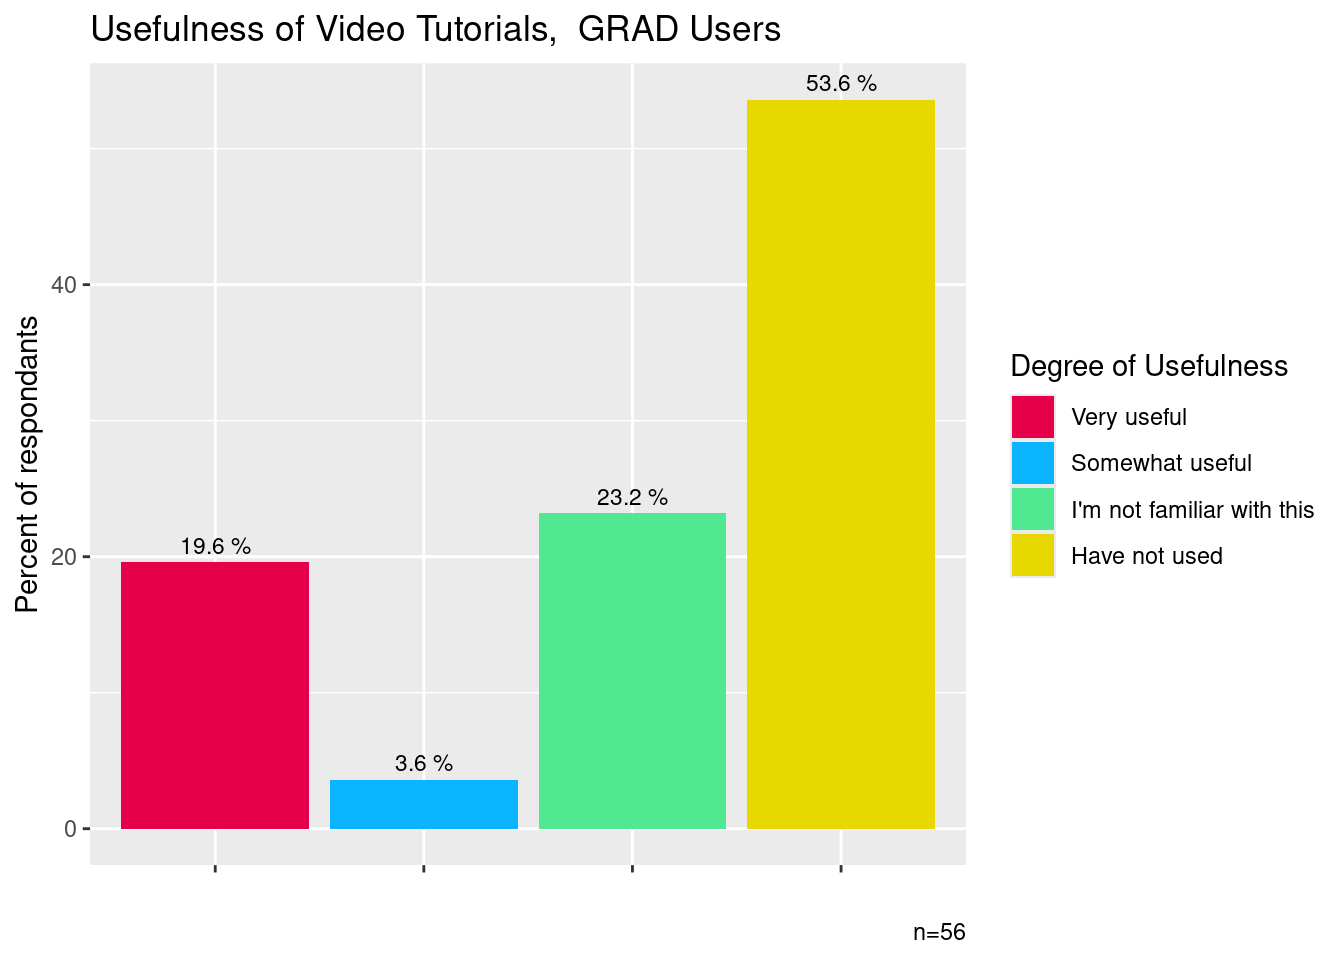 Usefulness of Video Tutorials,  GRAD Users
Percent of respondants
40
20
0
19.6 %
3.6 %
23.2 %
53.6 %
Degree of Usefulness
Very useful
Somewhat useful
I'm not familiar with this
Have not used
n=56